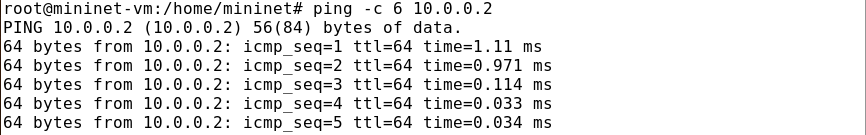 root@mininet-vm:/home/mininet# ping -c 6 10.0.0.2
PING 10.0.0.2 (10.0.0.2) 56(84) bytes of data.
64 bytes from 10.0.0.2: icmp_seq=1 ttl=64 time=1.11 ms
64 bytes from 10.0.0.2: icmp_seq=2 ttl=64 time=0.971 ms
64 bytes from 10.0.0.2: icmp_seq=3 ttl=64 time=0.114 ms
64 bytes from 10.0.0.2: icmp_seq=4 ttl=64 time=0.033 ms
64 bytes from 10.0.0.2: icmp_seq=5 ttl=64 time=0.034 ms